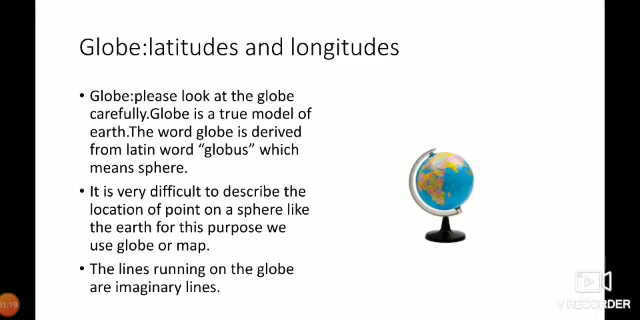 Globe:latitudes and longitudes
• Globe:please look at the globe
carefully.Globe is a true model of
earth.The word globe is derived
from latin word “globus” which
means sphere.
• It is very difficult to describe the
location of point on a sphere like
the earth for this purpose we
use globe or map.
• The lines running on the globe
are imaginary lines.
01:19
V RECORDER